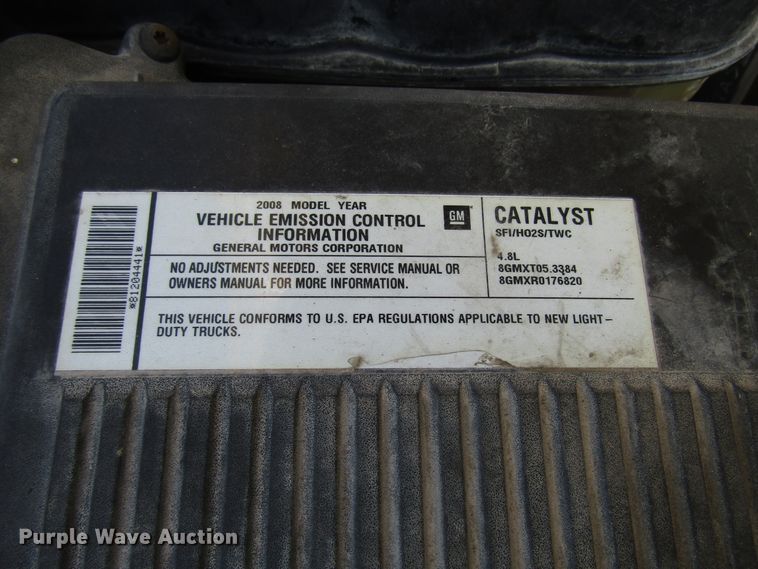 *81204441*
2008 MODEL YEAR
VEHICLE EMISSION CONTROL
INFORMATION
GENERAL MOTORS CORPORATION
GM
NO ADJUSTMENTS NEEDED. SEE SERVICE MANUAL OR
OWNERS MANUAL FOR MORE INFORMATION.
CATALYST
SFI/HO2S/TWC
4.8L
8GMXT05.3384
8GMXR0176820
THIS VEHICLE CONFORMS TO U.S. EPA REGULATIONS APPLICABLE TO NEW LIGHT-
DUTY TRUCKS.
Purple Wave Auction